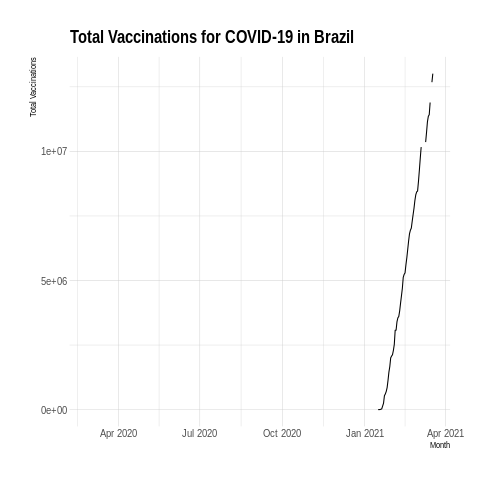 Total Vaccinations for COVID-19 in Brazil
Total Vaccinations
1e+07
5e+06
0e+00
Apr 2020 Jul 2020 Oct 2020 Jan 2021 Apr 2021
Month